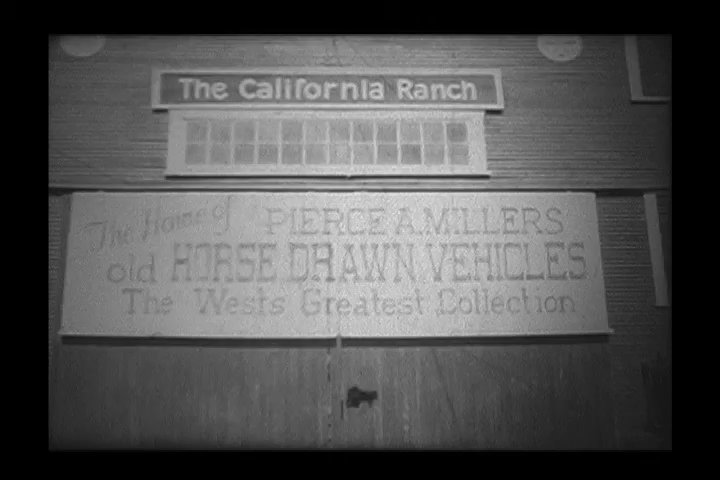 The California Ranch
The Home of PIERCE A. MILLERS
old HORSE DRAWN VEHICLES
The Wests Greatest Collection